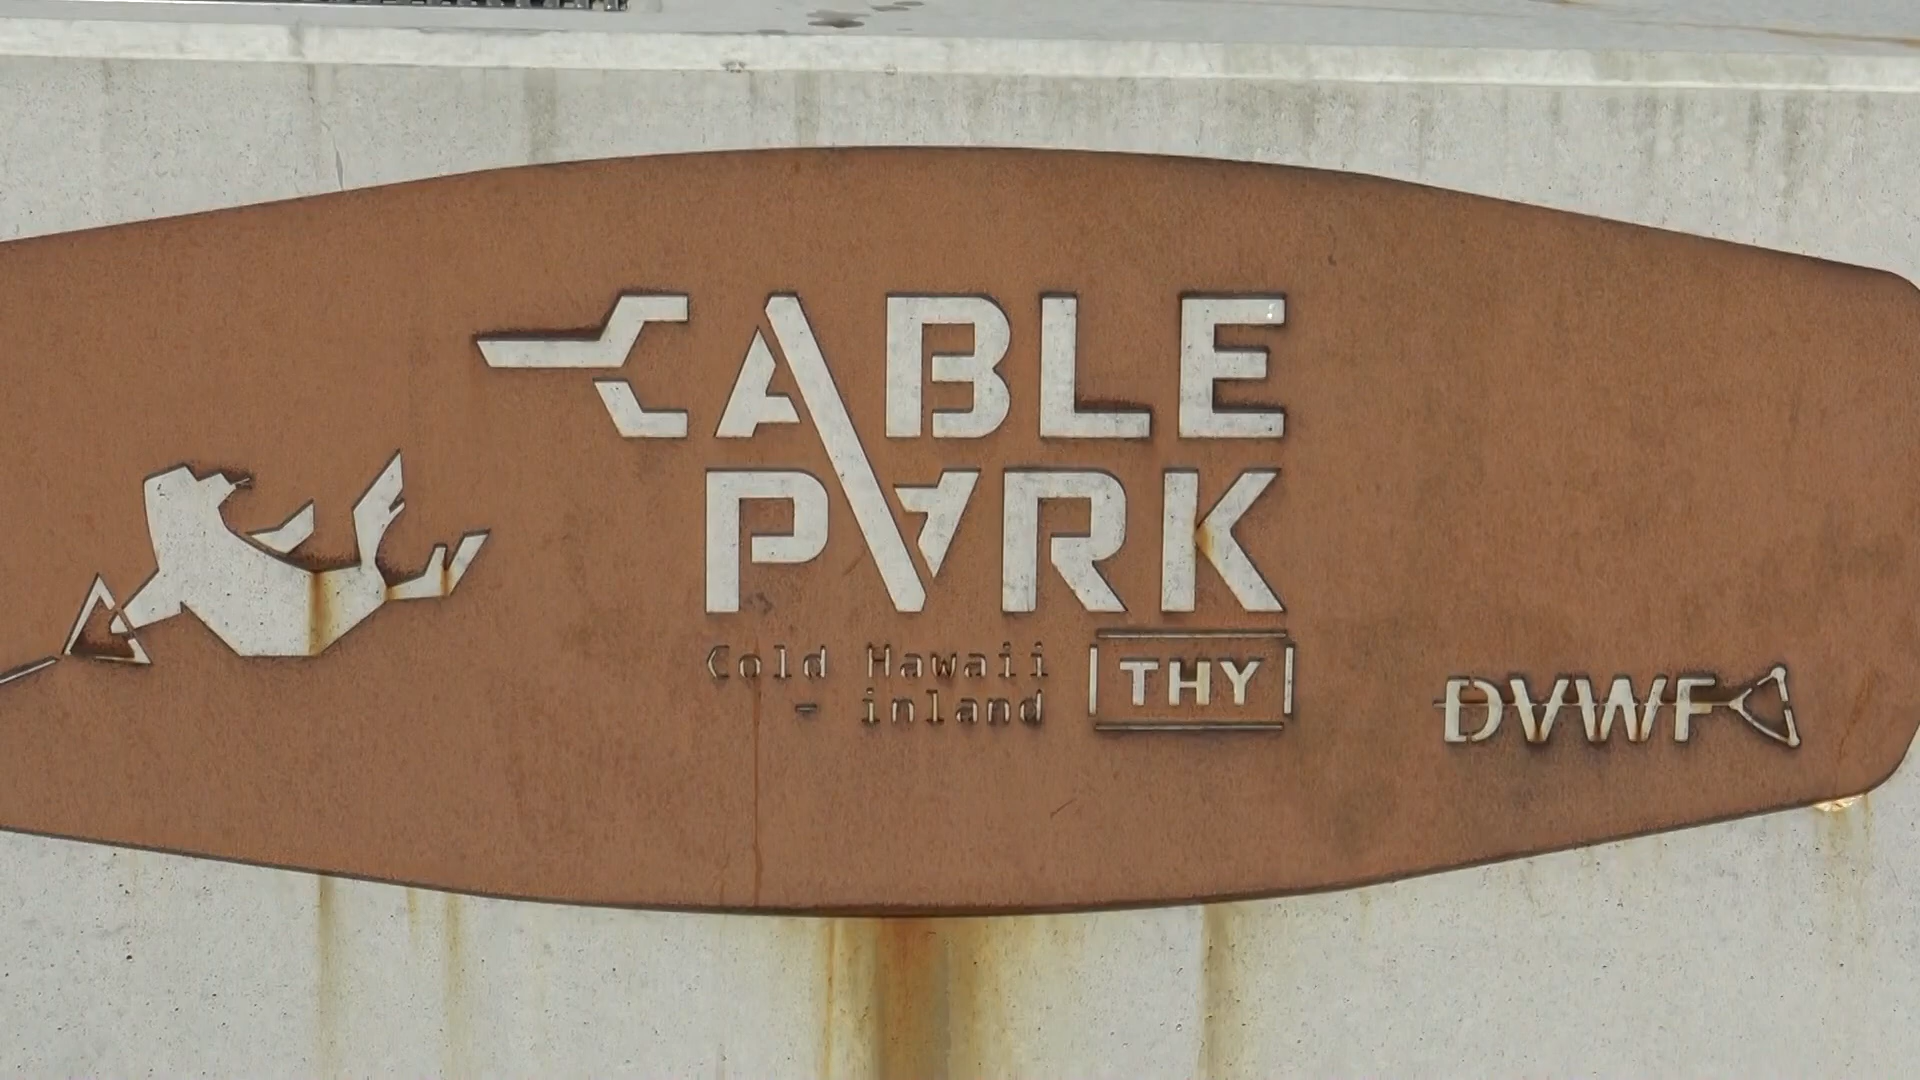 CABLE
PARK
Cold Hawaii
- inland
THY
DVWF